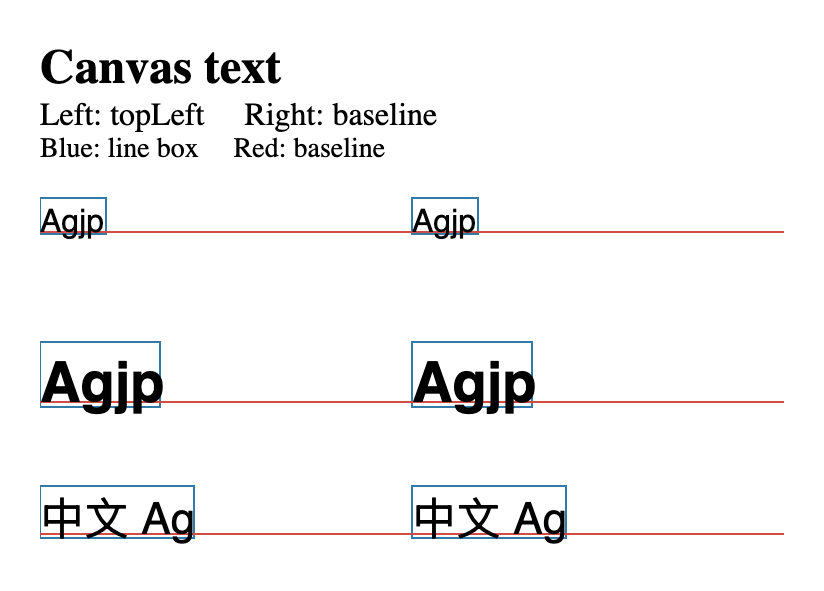 Canvas text
Left: topLeft Right: baseline
Blue: line box Red: baseline
Agjp Agjp
Agjp Agjp
中文 Ag 中文 Ag